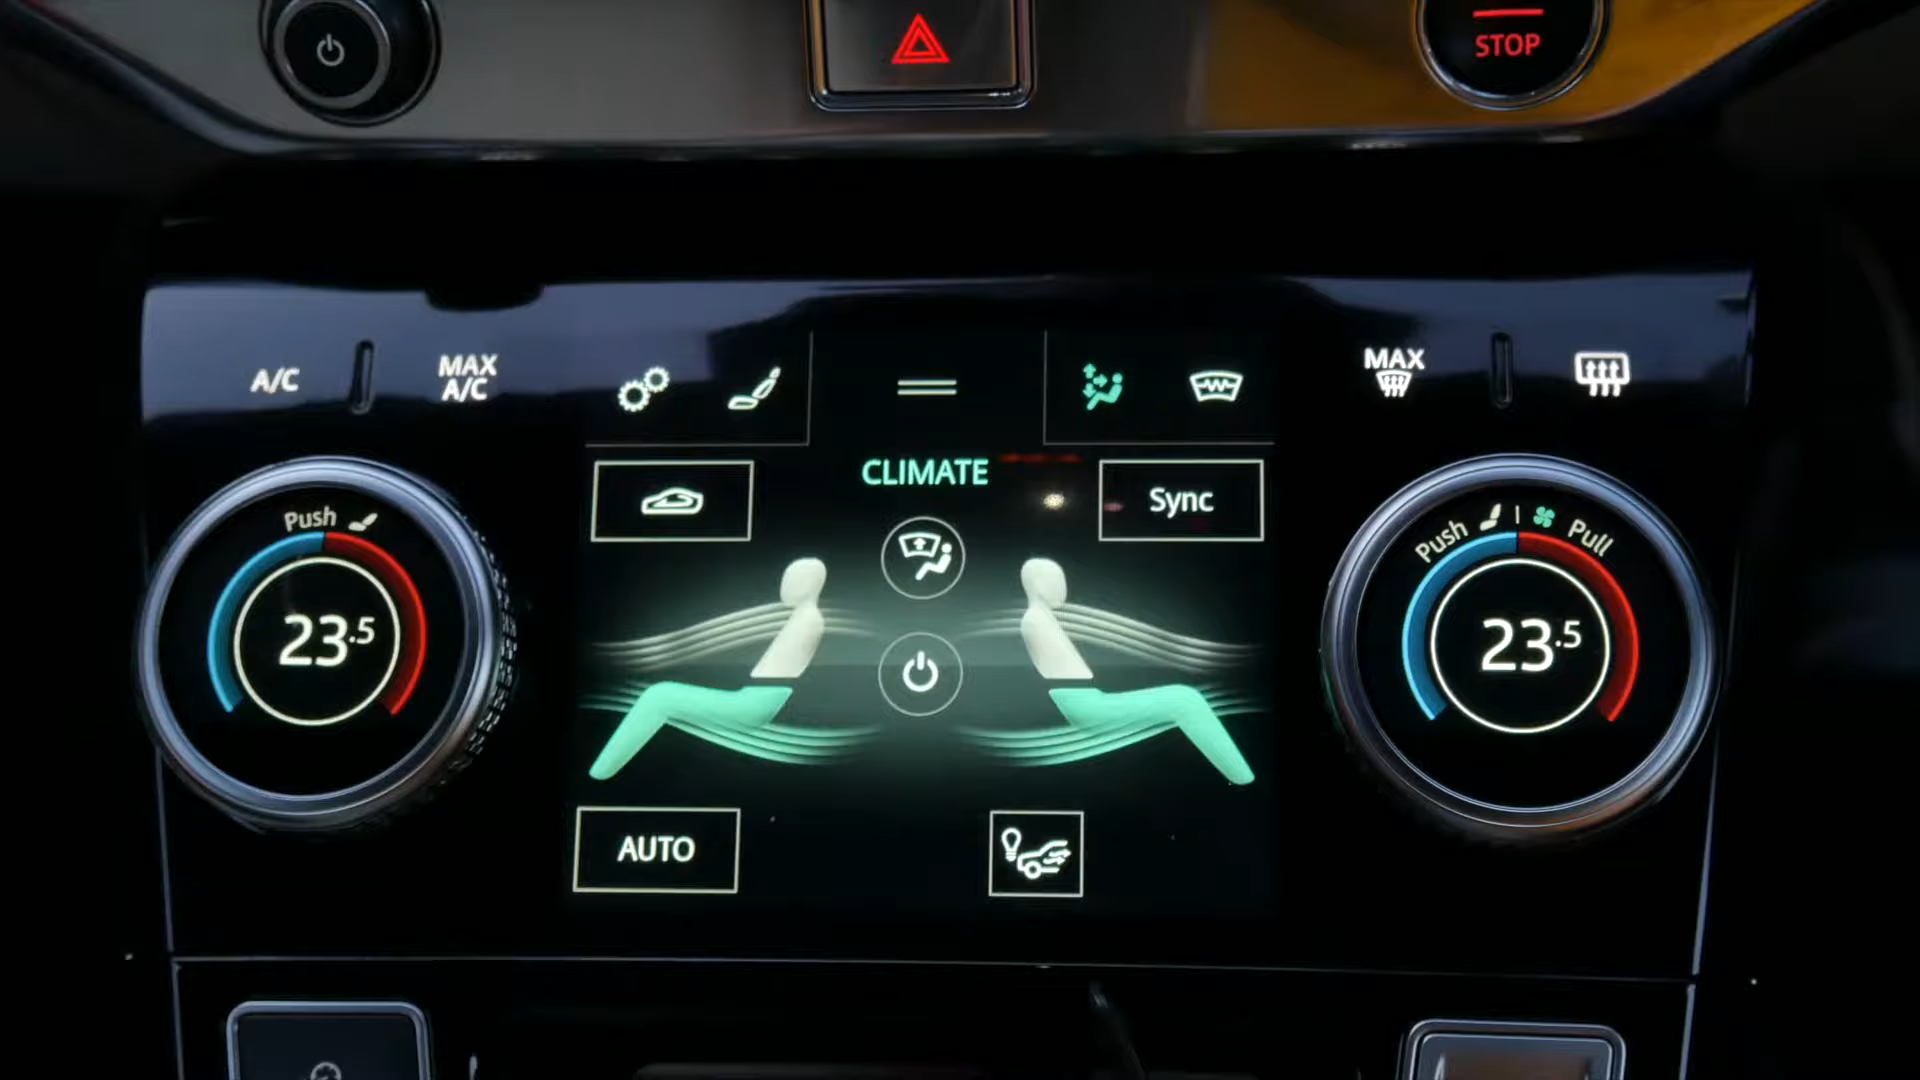 STOP
A/C
MAX
A/C
MAX
CLIMATE
Sync
Push
Push
Pull
23.5
23.5
AUTO